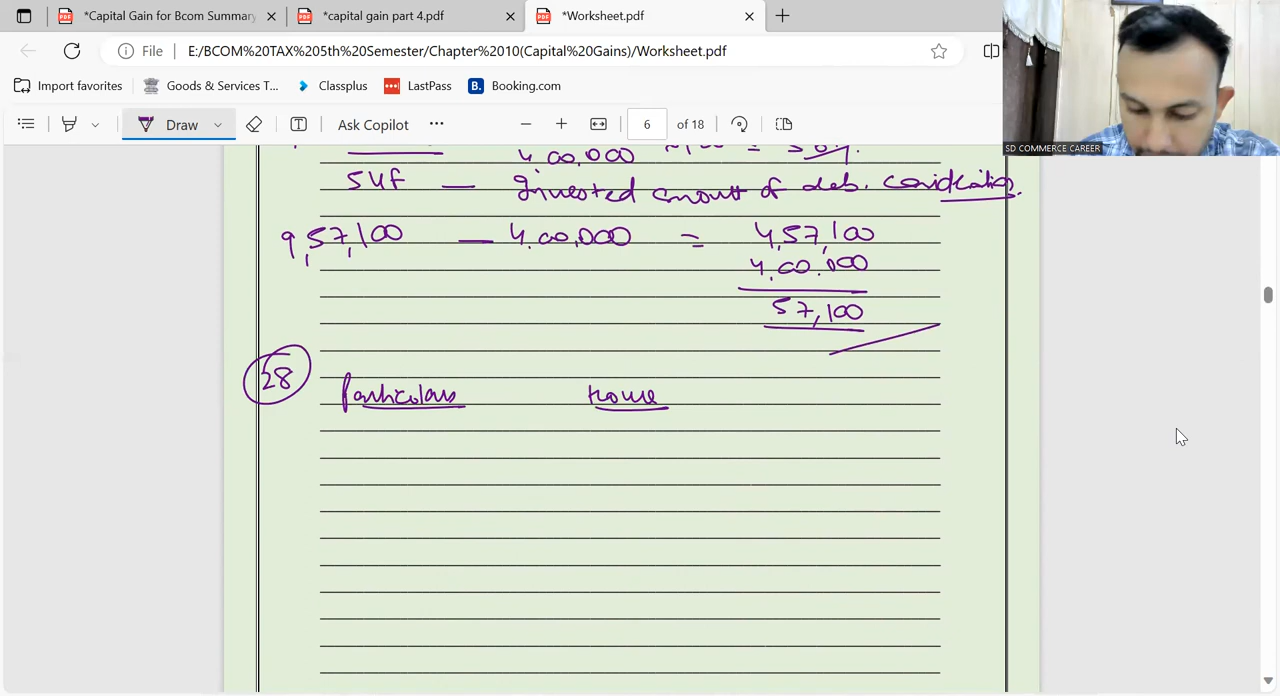 *Capital Gain for Bcom Summary
*capital gain part 4.pdf
*Worksheet.pdf
File E:/BCOM%20TAX%205th%20Semester/Chapter%2010(Capital%20Gains)/Worksheet.pdf
Import favorites Goods & Services T... Classplus LastPass B. Booking.com
Draw Ask Copilot 6 of 18
4,00,000
54F — Invested amount of
9,57,100 — 4,00,000 = 4,57,100
4,00,000
57,100
28 Particulars House
SD COMMERCE CAREER